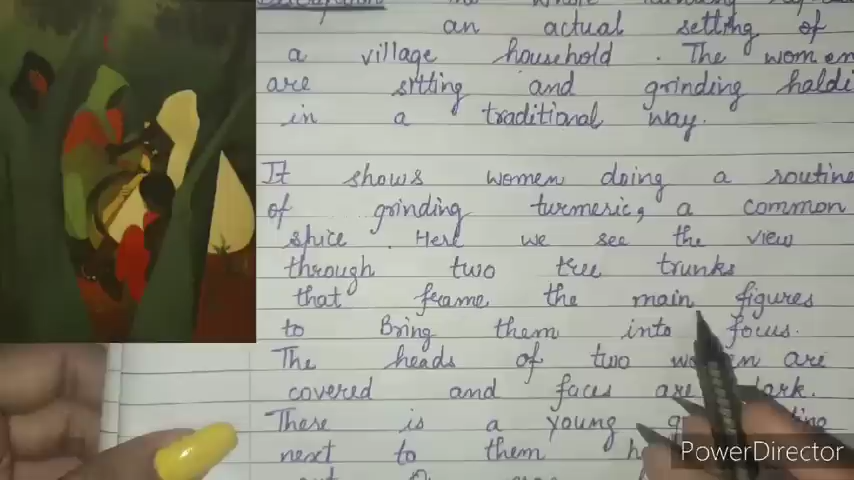 an actual setting of
a village household. The women
are sitting and grinding haldi
in a traditional way.
It shows women doing a routine
of grinding turmeric, a common
spice. Here we see the view
through two tree trunks
that frame the main figures
to Bring them into focus.
The heads of two women are
covered and faces are dark.
There is a young
next to them
PowerDirector